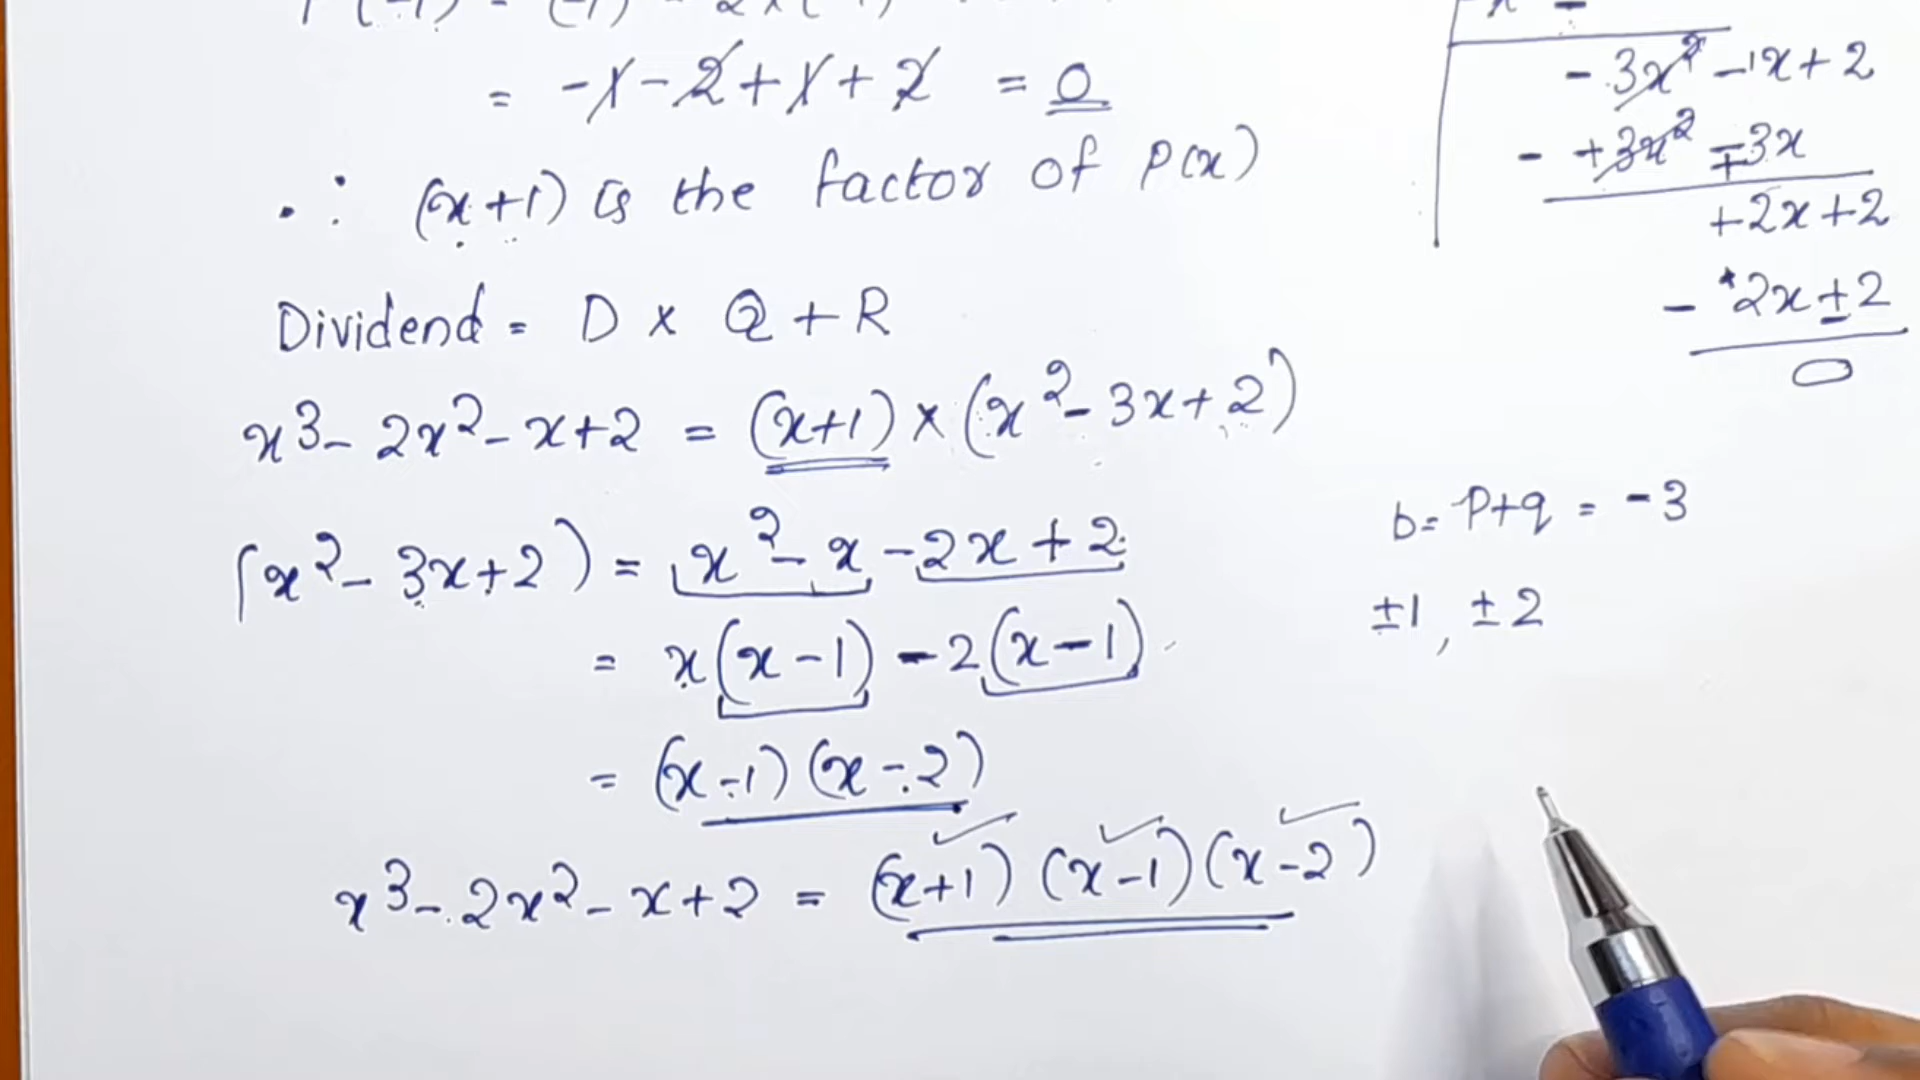 = -1 - 2 + 1 + 2 = 0
∴ (x+1) is the factor of P(x)
Dividend = D x Q + R
x³ - 2x² - x + 2 = (x+1) × (x² - 3x + 2)
(x² - 3x + 2) = x² - x - 2x + 2
= x(x-1) - 2(x-1)
= (x-1)(x-2)
x³ - 2x² - x + 2 = (x+1)(x-1)(x-2)
-3x² - 1x + 2
- +3x² ∓3x
+2x+2
- +2x±2
0
b = p+q = -3
±1, ±2